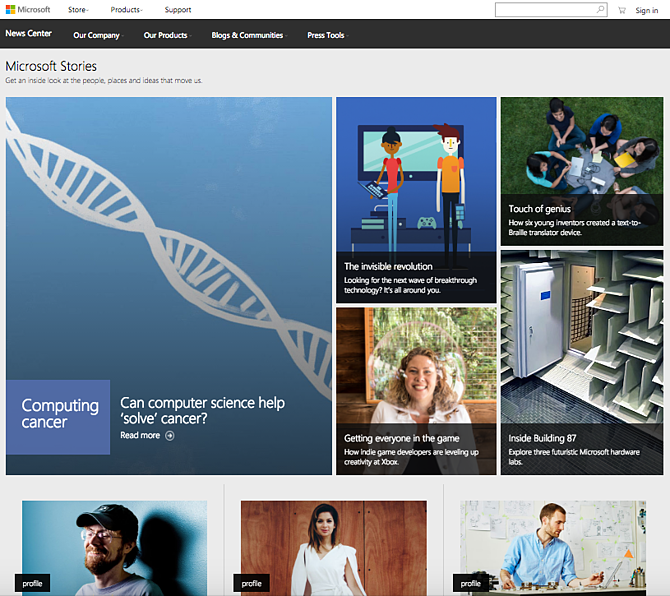 Microsoft Store Products Support Sign in
News Center Our Company Our Products Blogs & Communities Press Tools
Microsoft Stories
Get an inside look at the people, places and ideas that move us.
Computing
cancer
Can computer science help
‘solve’ cancer?
Read more
The invisible revolution
Looking for the next wave of breakthrough
technology? It's all around you.
Touch of genius
How six young inventors created a text-to-
Braille translator device.
Getting everyone in the game
How indie game developers are leveling up
creativity at Xbox.
Inside Building 87
Explore three futuristic Microsoft hardware
labs.
profile
profile
profile